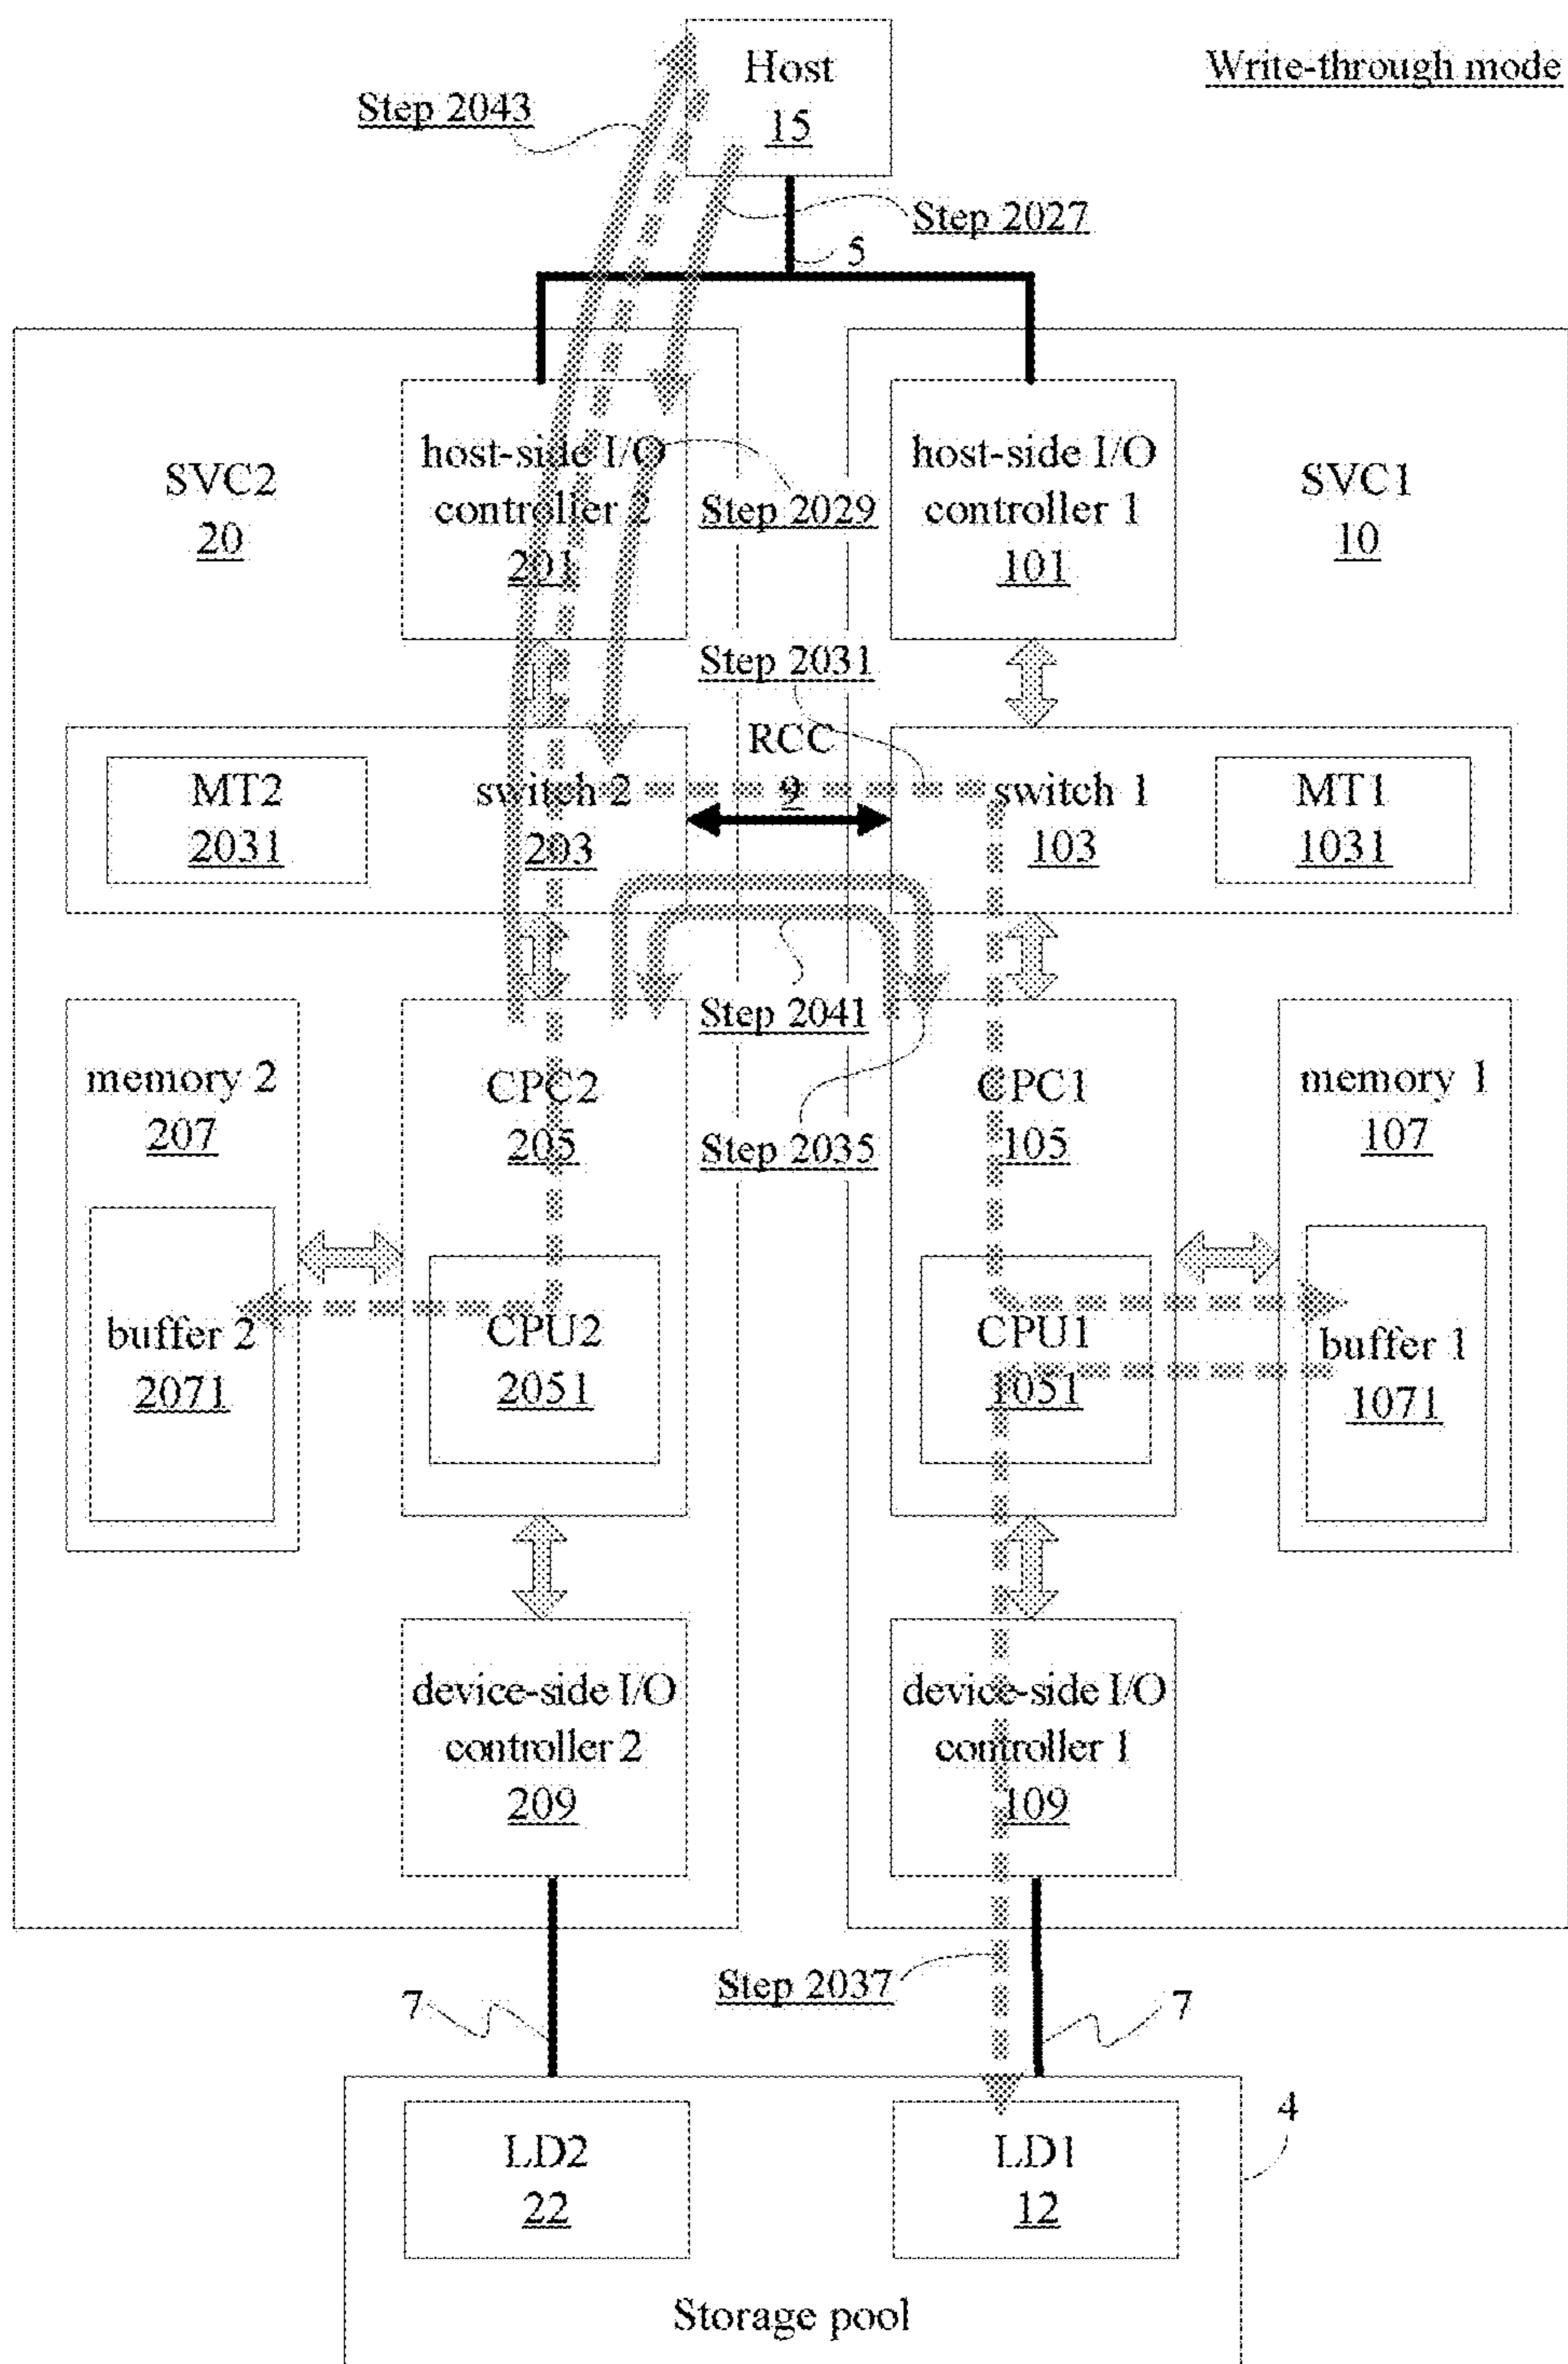 Host
15
Write-through mode
Step 2043
Step 2027
5
SVC2
20
host-side I/O
controller 2
201
Step 2029
host-side I/O
controller 1
101
SVC1
10
Step 2031
RCC
9
MT2
2031
switch 2
203
switch 1
103
MT1
1031
Step 2041
memory 2
207
CPC2
205
Step 2035
CPC1
105
memory 1
107
buffer 2
2071
CPU2
2051
CPU1
1051
buffer 1
1071
device-side I/O
controller 2
209
device-side I/O
controller 1
109
Step 2037
7
7
4
LD2
22
LD1
12
Storage pool